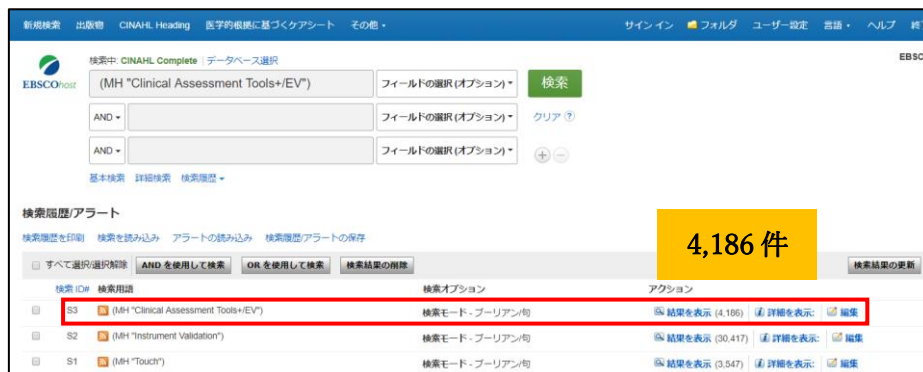 新規検索 出版物 CINAHL Heading 医学的根拠に基づくケアシート その他 サインイン フォルダ ユーザー設定 言語 ヘルプ 終
検索中: CINAHL Complete データベース選択 EBSCO
EBSCOhost (MH "Clinical Assessment Tools+/EV") フィールドの選択 (オプション) 検索
AND フィールドの選択 (オプション) クリア ?
AND フィールドの選択 (オプション) + −
基本検索 詳細検索 検索履歴
検索履歴/アラート
検索履歴を印刷 検索を読み込み アラートの読み込み 検索履歴/アラートの保存
4,186 件
すべて選択/選択解除 AND を使用して検索 OR を使用して検索 検索結果の削除 検索結果の更新
検索 ID# 検索用語 検索オプション アクション
S3 (MH "Clinical Assessment Tools+/EV") 検索モード - ブーリアン/句 結果を表示 (4,186) 詳細を表示: 編集
S2 (MH "Instrument Validation") 検索モード - ブーリアン/句 結果を表示 (30,417) 詳細を表示: 編集
S1 (MH "Touch") 検索モード - ブーリアン/句 結果を表示 (3,547) 詳細を表示: 編集